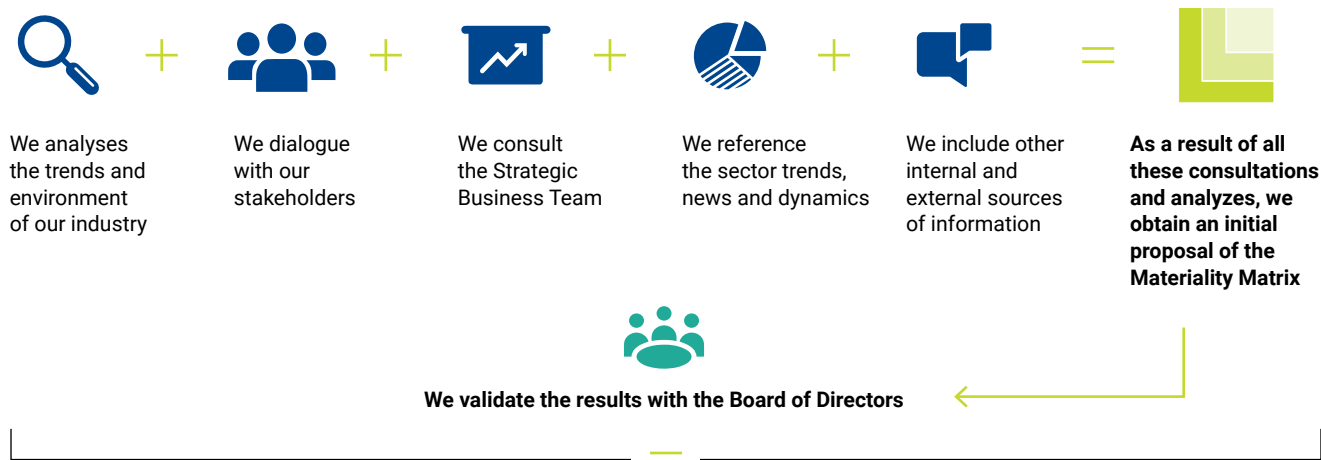 We analyses
the trends and
environment
of our industry
We dialogue
with our
stakeholders
We consult
the Strategic
Business Team
We reference
the sector trends,
news and dynamics
We include other
internal and
external sources
of information
As a result of all
these consultations
and analyzes, we
obtain an initial
proposal of the
Materiality Matrix
We validate the results with the Board of Directors